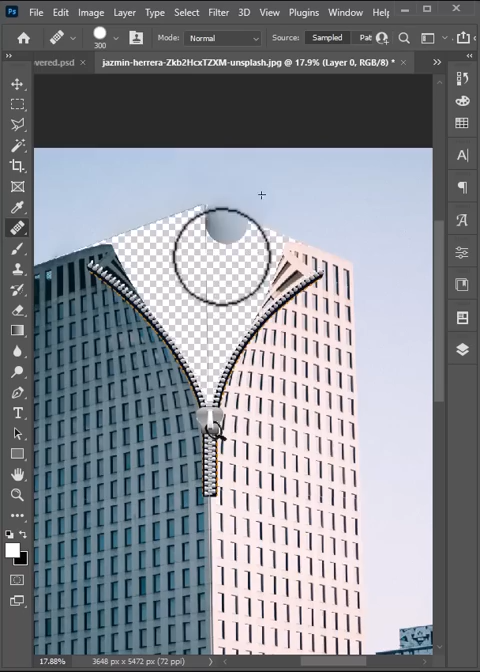 Ps File Edit Image Layer Type Select Filter 3D View Plugins Window Help
300 Mode: Normal Source: Sampled Pat
wered.psd × jazmin-herrera-Zkb2HcxTZXM-unsplash.jpg @ 17.9% (Layer 0, RGB/8) * ×
A
A
T
17.88% 3648 px x 5472 px (72 ppi)